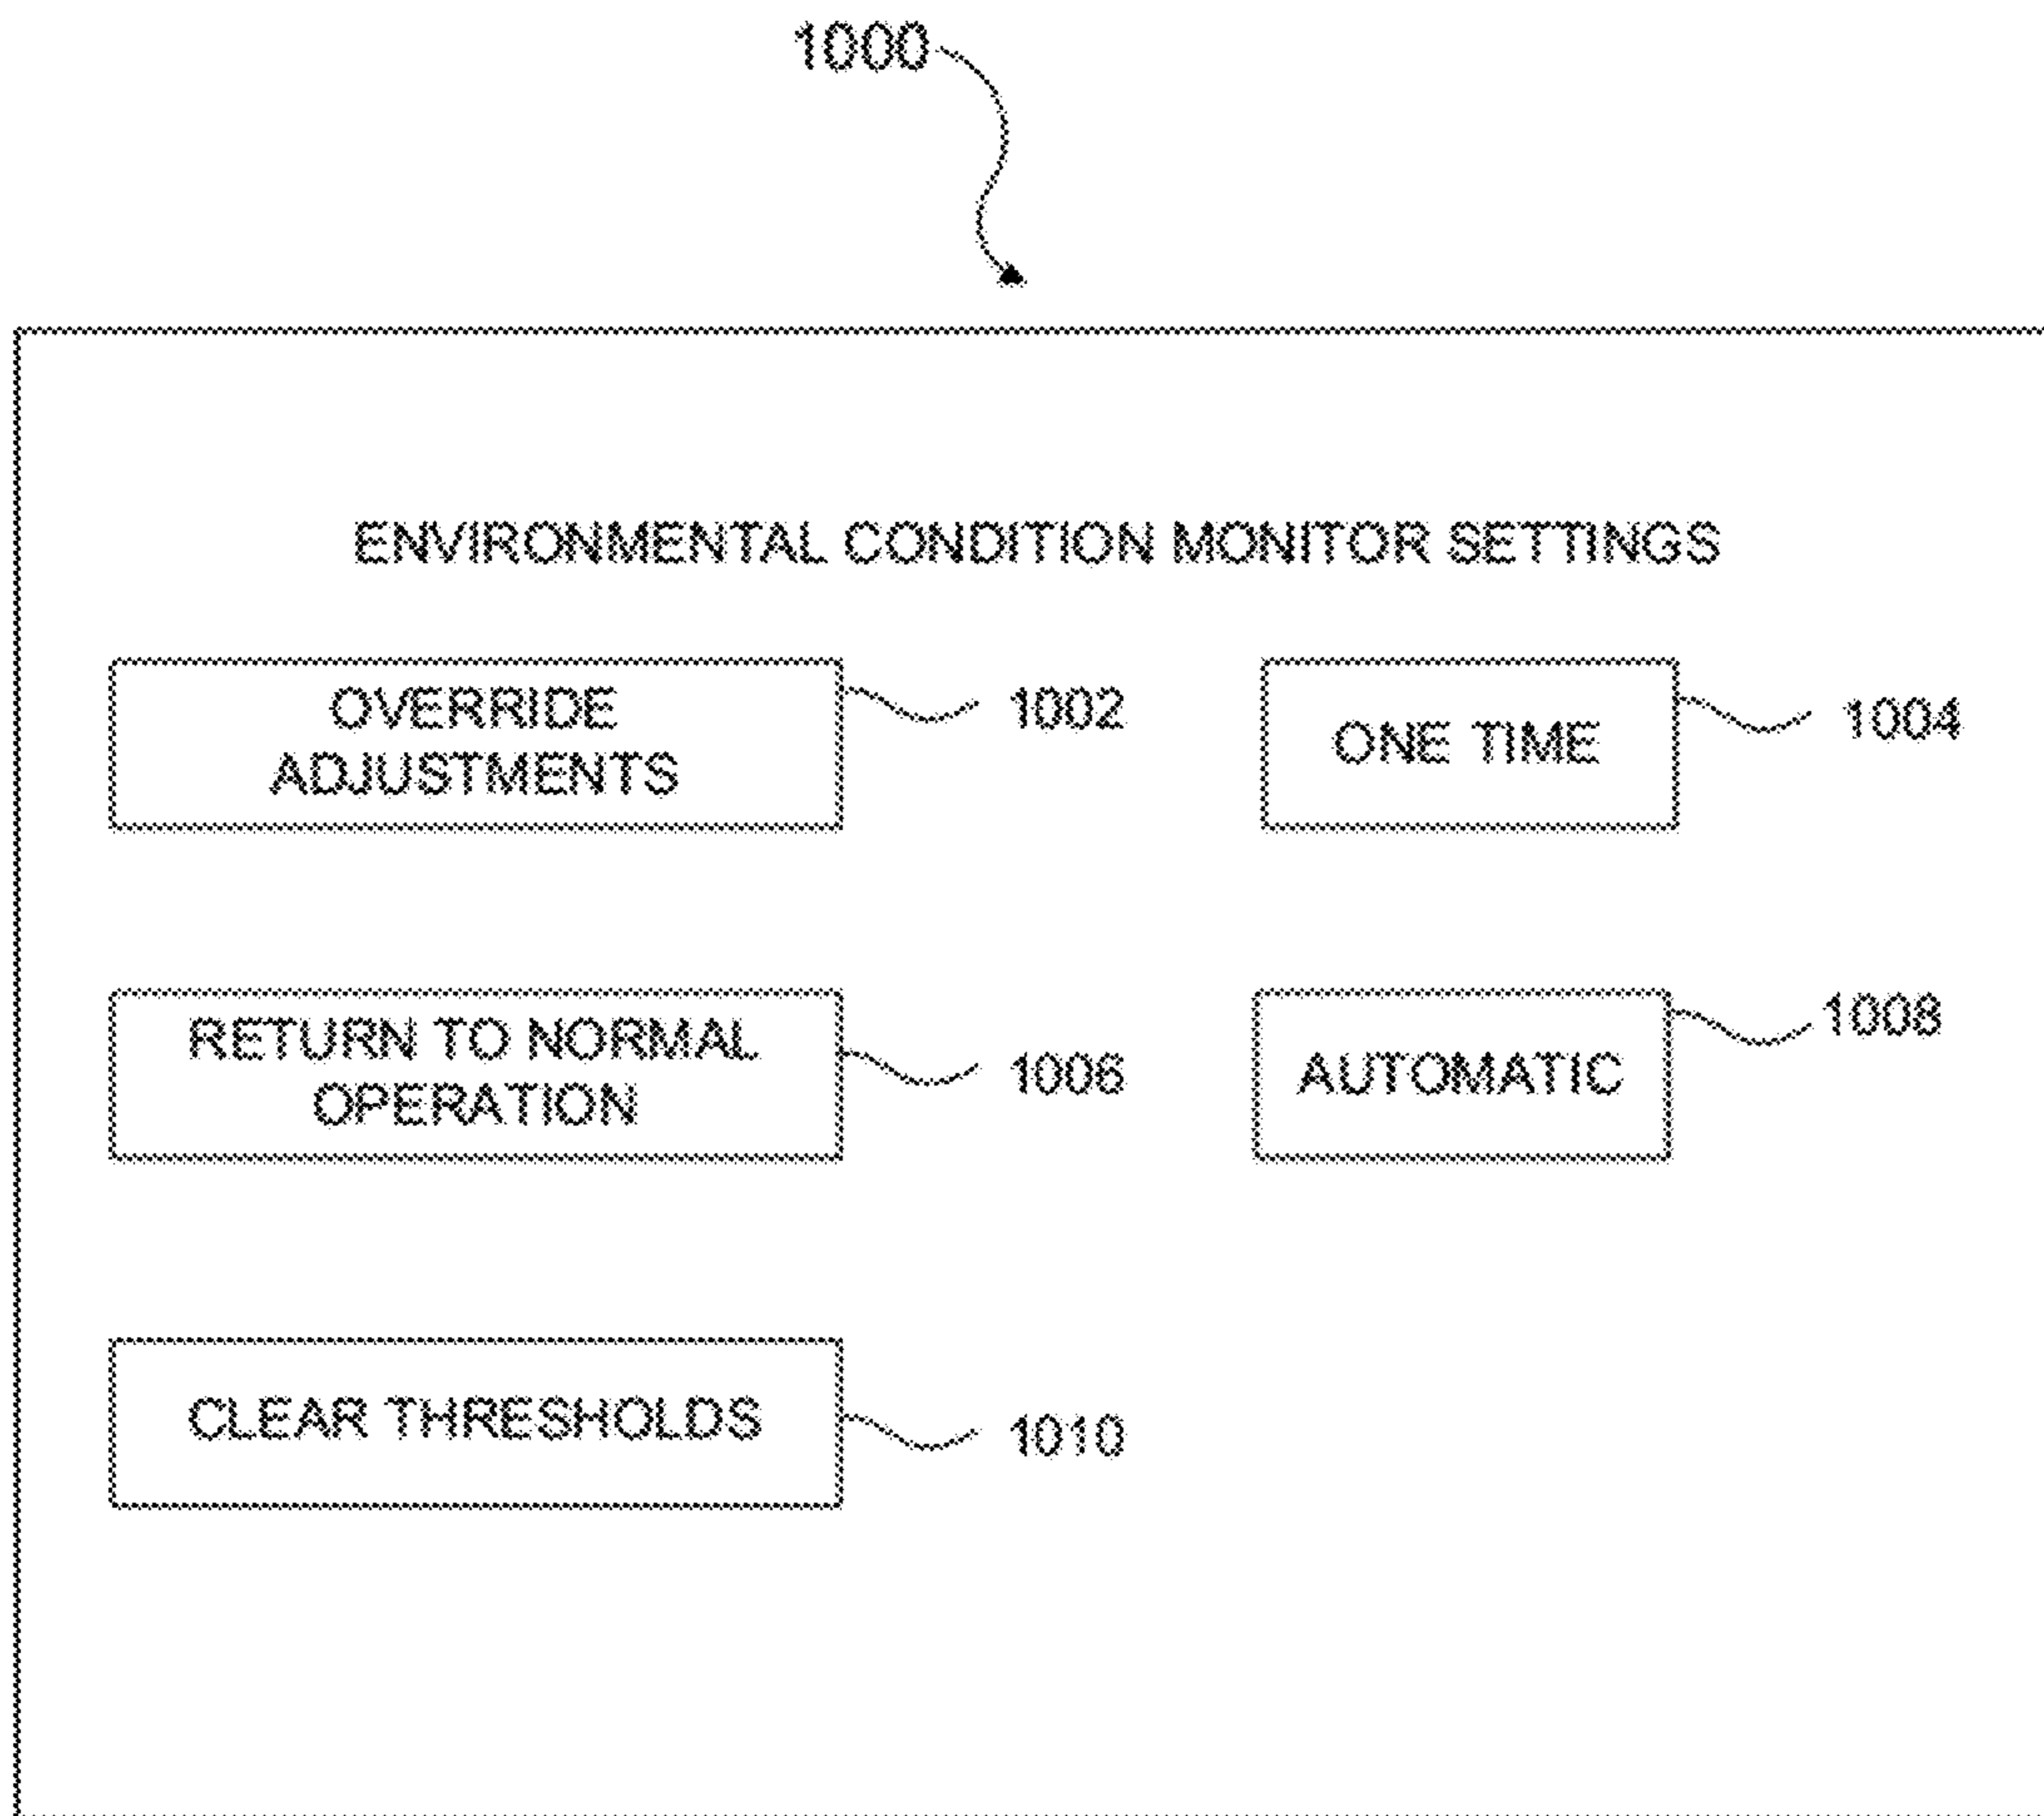 1000
ENVIRONMENTAL CONDITION MONITOR SETTINGS
OVERRIDE
ADJUSTMENTS
1002
ONE TIME
1004
RETURN TO NORMAL
OPERATION
1006
AUTOMATIC
1008
CLEAR THRESHOLDS
1010